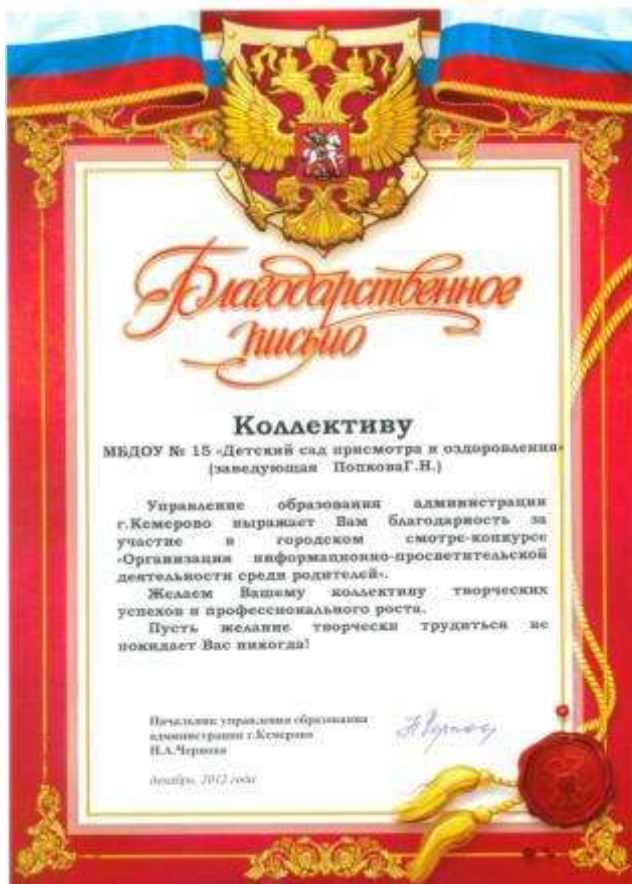 Благодарственное
письмо
Коллективу
МБДОУ № 15 «Детский сад присмотра и оздоровления»
(заведующая ПопковаГ.Н.)
Управление образования администрации
г.Кемерово выражает Вам благодарность за
участие в городском смотре-конкурсе
«Организация информационно-просветительской
деятельности среди родителей».
Желаем Вашему коллективу творческих
успехов и профессионального роста.
Пусть желание творчески трудиться не
покидает Вас никогда!
Начальник управления образования
администрации г.Кемерово
Н.А.Чернова
декабрь, 2012 года